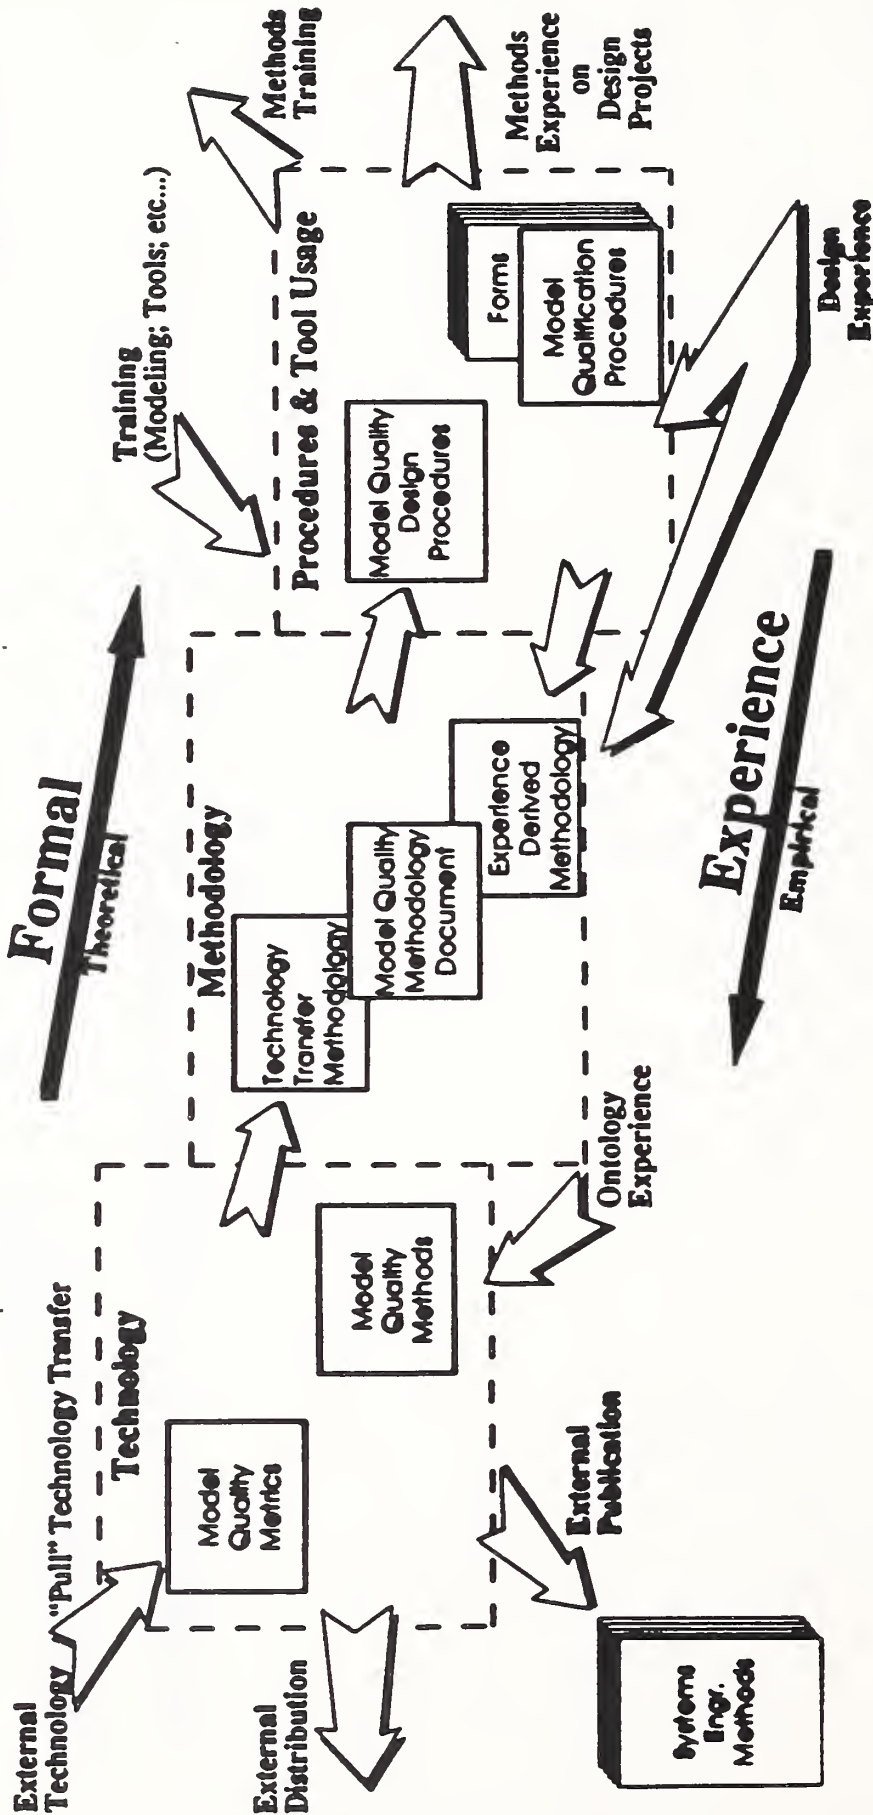 Formal
Theoretical
External
Technology
"Pull" Technology Transfer
Technology
Model
Quality
Metrics
Model
Quality
Methods
External
Distribution
External
Publication
Systems
Engr.
Methods
Ontology
Experience
Methodology
Technology
Transfer
Methodology
Model Quality
Methodology
Document
Experience
Derived
Methodology
Training
(Modeling; Tools; etc...)
Procedures & Tool Usage
Model Quality
Design
Procedures
Forms
Model
Qualification
Procedures
Methods
Training
Methods
Experience
on
Design
Projects
Design
Experience
Experience
Empirical